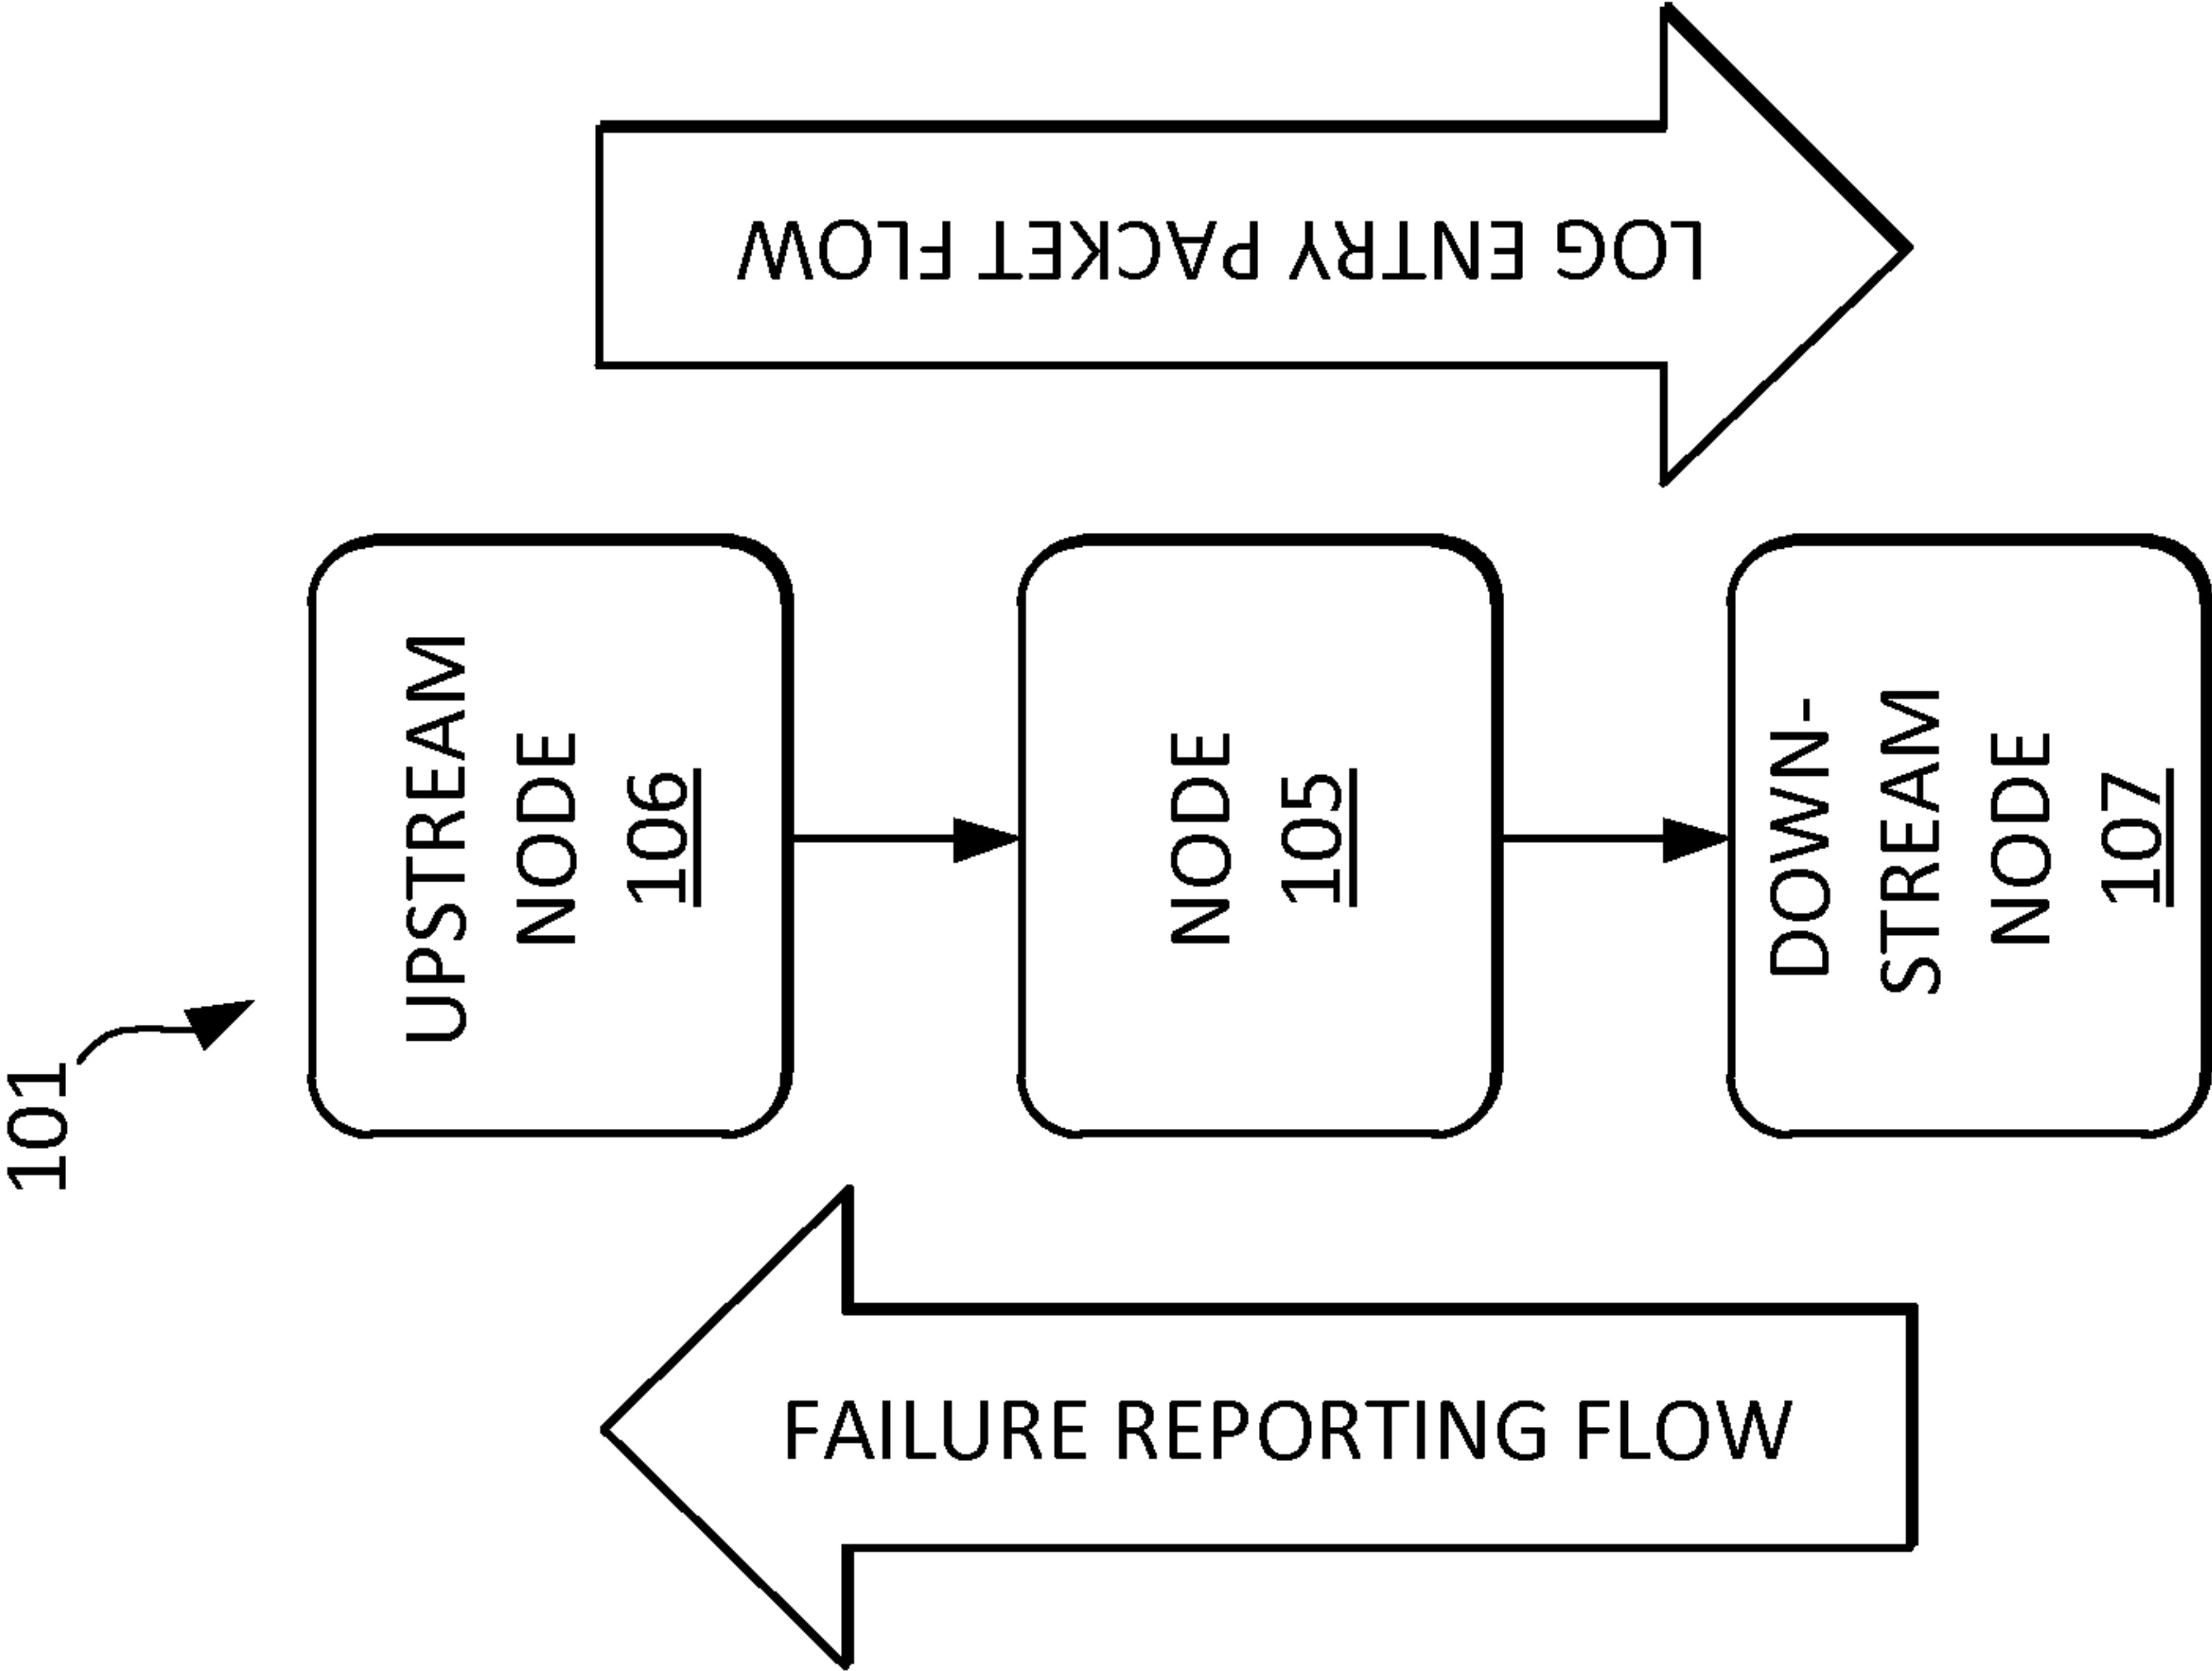 101
LOG ENTRY PACKET FLOW
UPSTREAM
NODE
106
NODE
105
DOWN-
STREAM
NODE
107
FAILURE REPORTING FLOW